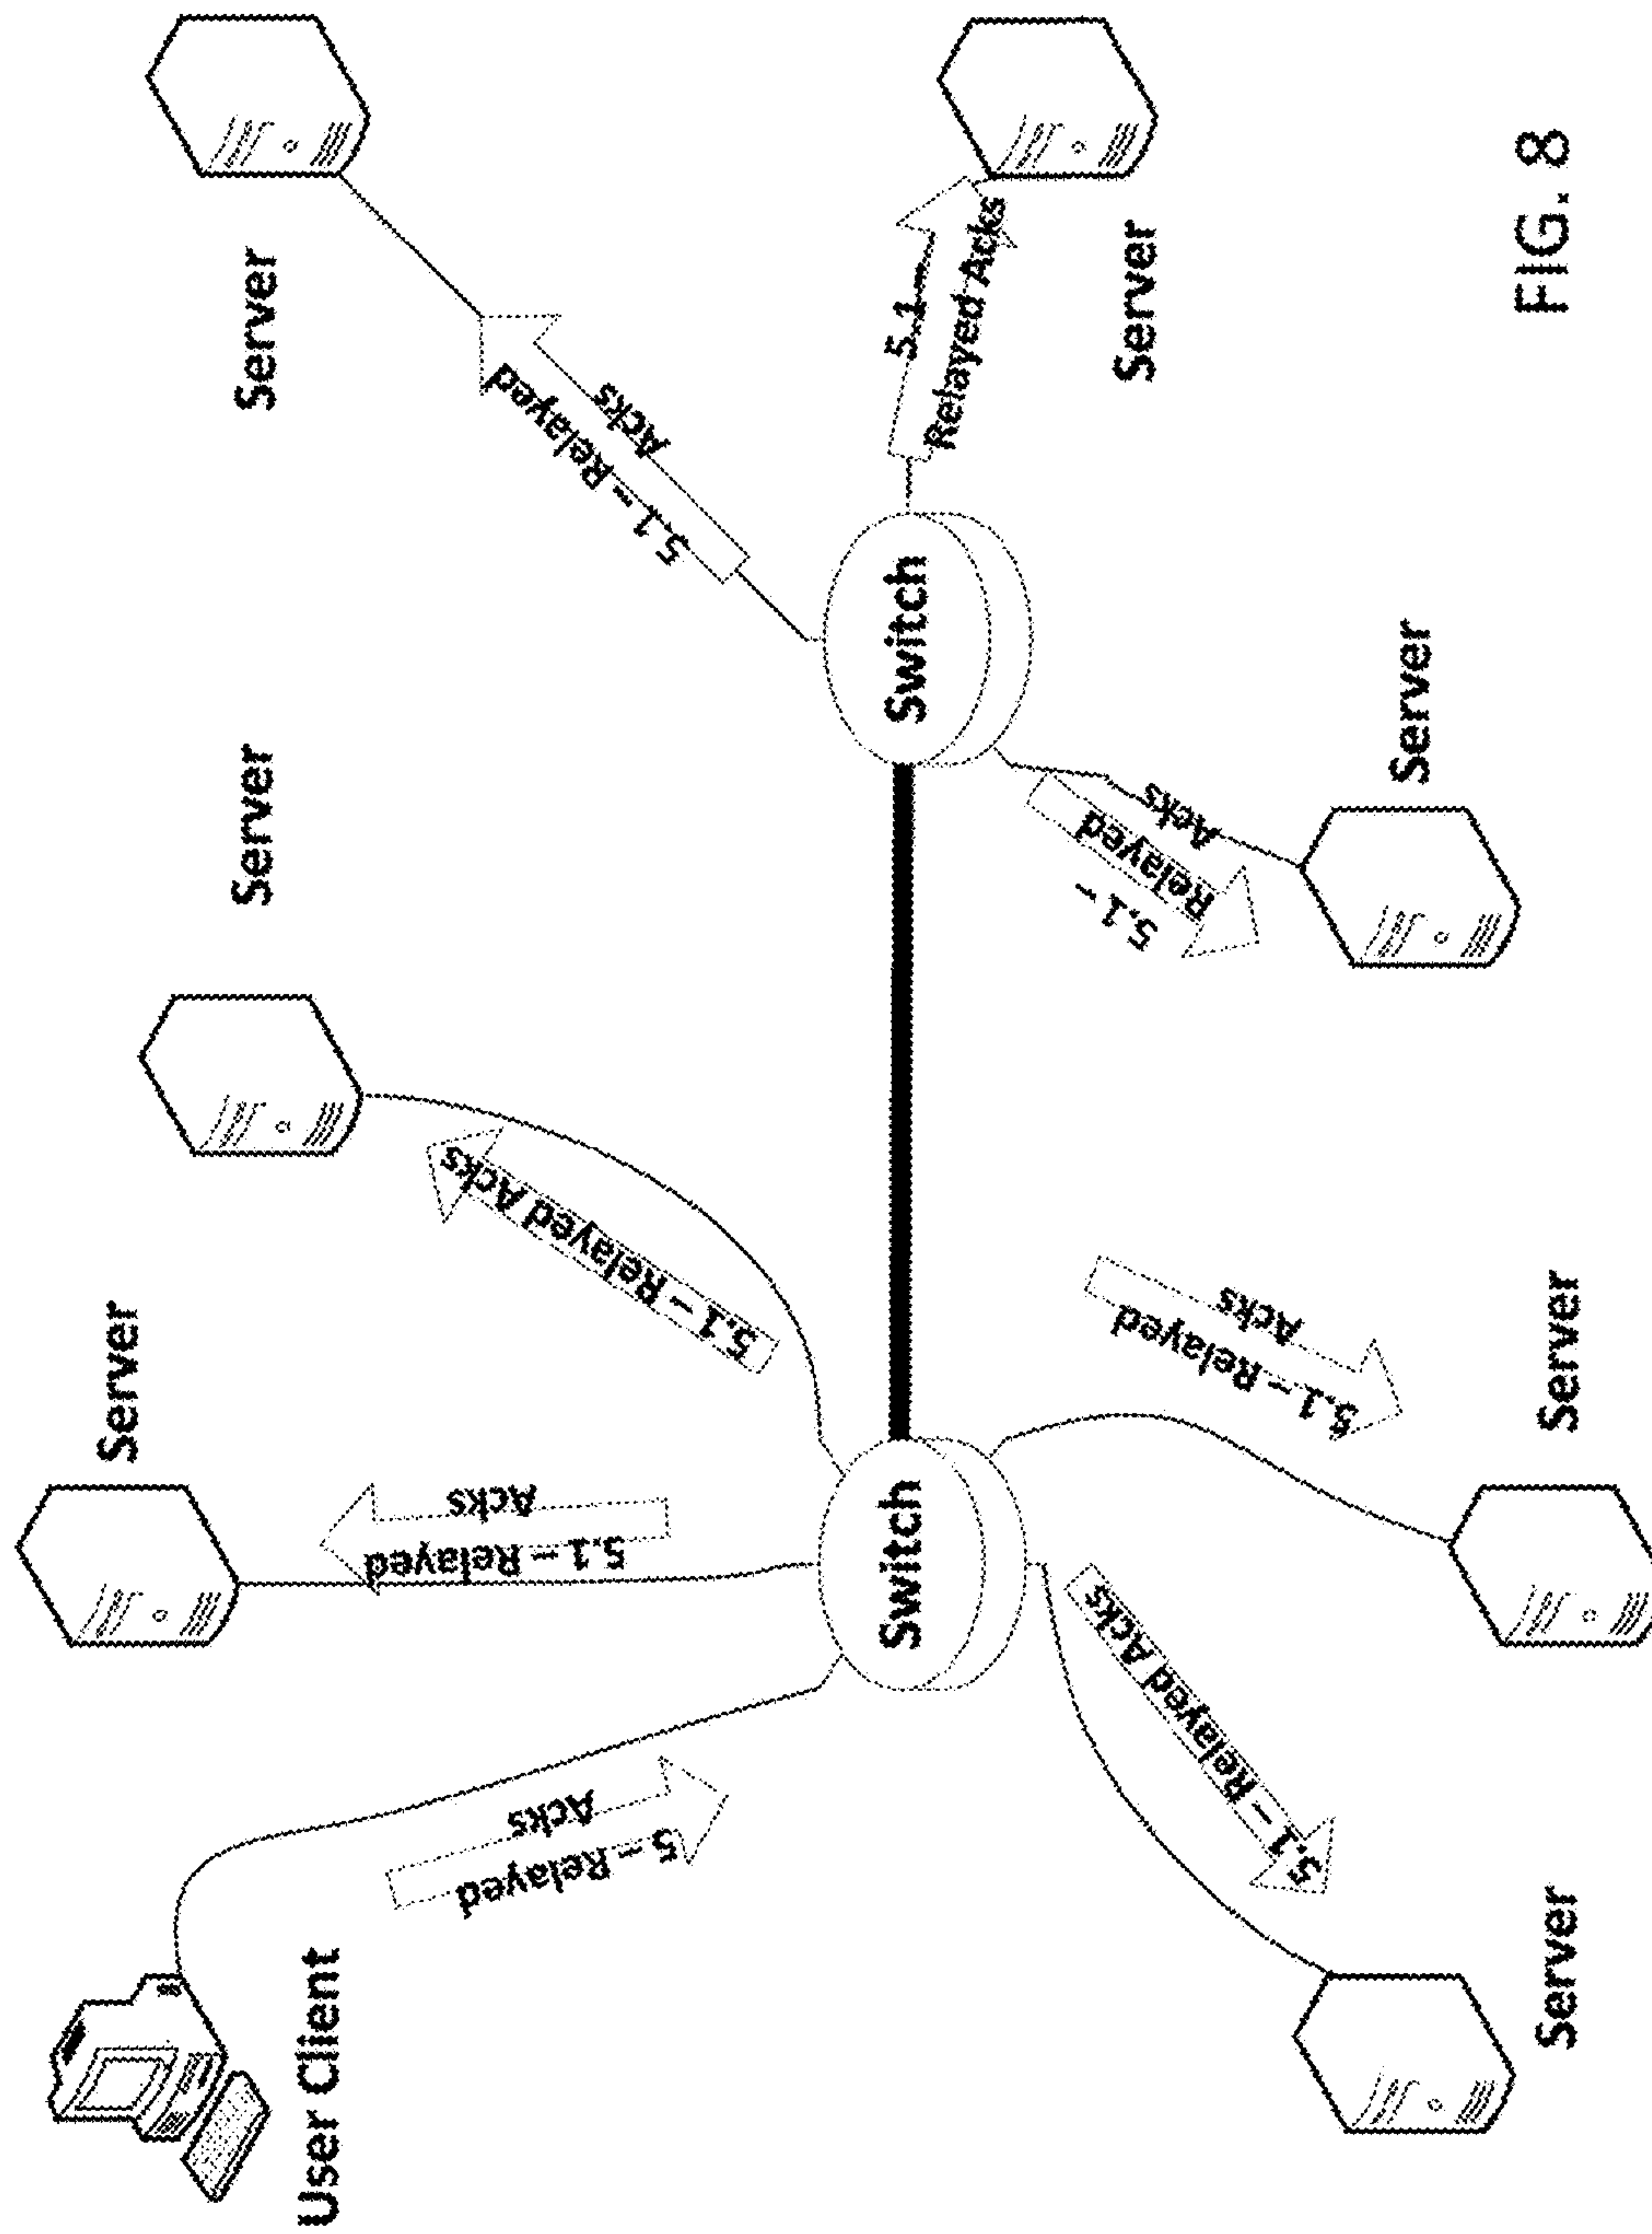 Server
Server
Server
User Client
5 – Relayed
Acks
5.1 – Relayed
Acks
5.1 – Relayed Acks
5.1 – Relayed
Acks
Switch
Switch
5.1 –
Relayed Acks
Server
5.1 – Relayed Acks
5.1 – Relayed
Acks
5.1 –
Relayed
Acks
Server
Server
Server
FIG. 8